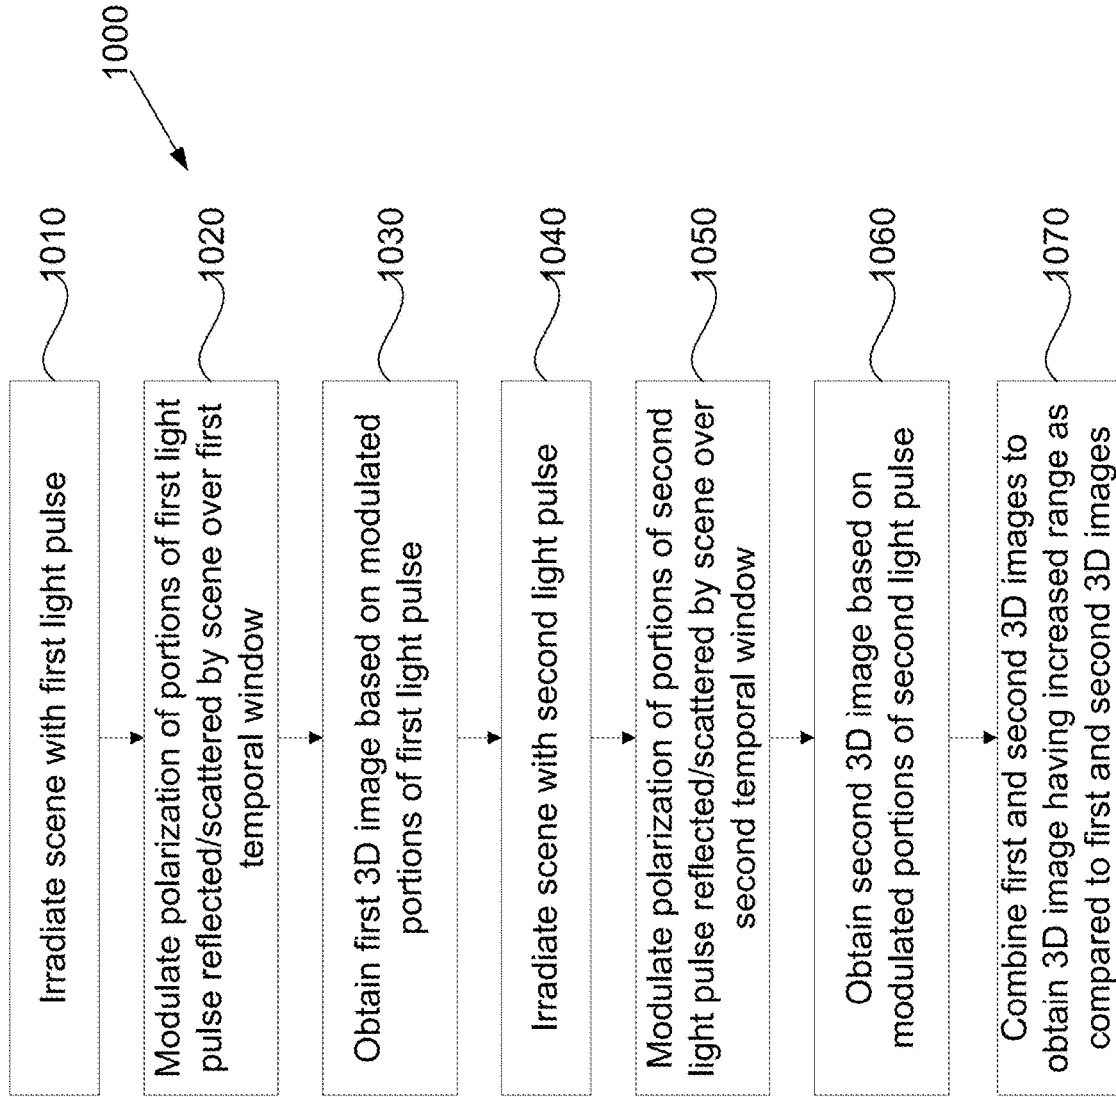 1000
Irradiate scene with first light pulse
1010
Modulate polarization of portions of first light
pulse reflected/scattered by scene over first
temporal window
1020
Obtain first 3D image based on modulated
portions of first light pulse
1030
Irradiate scene with second light pulse
1040
Modulate polarization of portions of second
light pulse reflected/scattered by scene over
second temporal window
1050
Obtain second 3D image based on
modulated portions of second light pulse
1060
Combine first and second 3D images to
obtain 3D image having increased range as
compared to first and second 3D images
1070